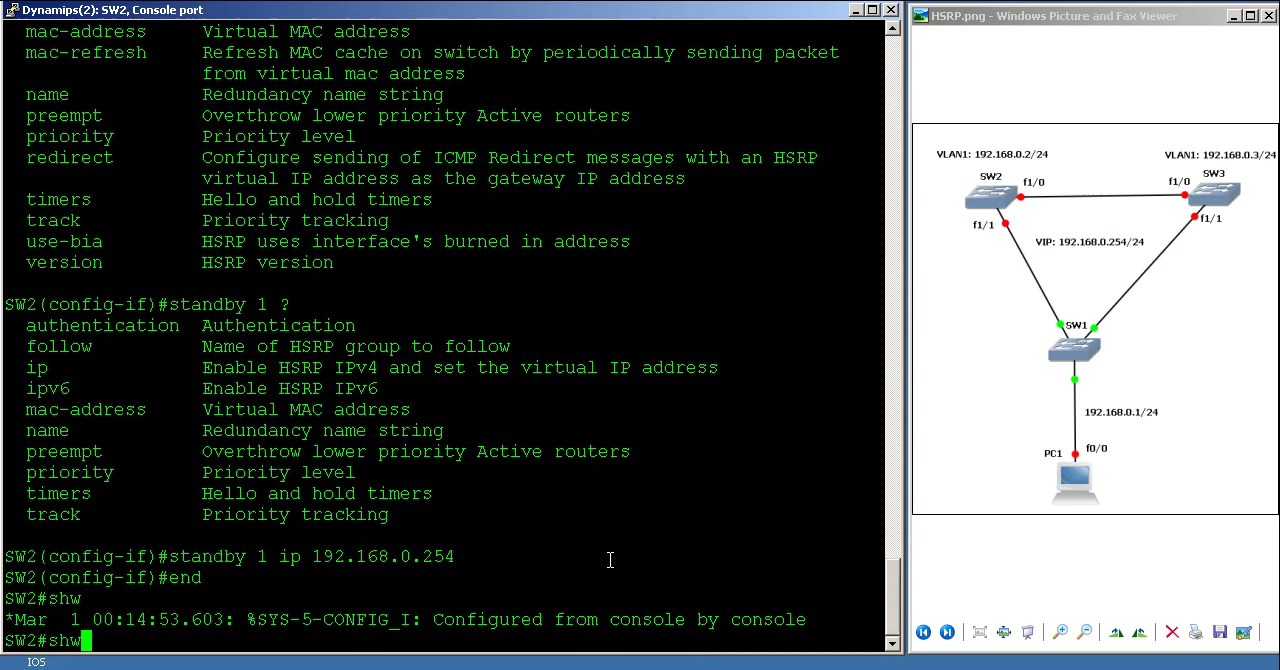 Dynamips(2): SW2, Console port
mac-address Virtual MAC address
mac-refresh Refresh MAC cache on switch by periodically sending packet
from virtual mac address
name Redundancy name string
preempt Overthrow lower priority Active routers
priority Priority level
redirect Configure sending of ICMP Redirect messages with an HSRP
virtual IP address as the gateway IP address
timers Hello and hold timers
track Priority tracking
use-bia HSRP uses interface's burned in address
version HSRP version
SW2(config-if)#standby 1 ?
authentication Authentication
follow Name of HSRP group to follow
ip Enable HSRP IPv4 and set the virtual IP address
ipv6 Enable HSRP IPv6
mac-address Virtual MAC address
name Redundancy name string
preempt Overthrow lower priority Active routers
priority Priority level
timers Hello and hold timers
track Priority tracking
SW2(config-if)#standby 1 ip 192.168.0.254
SW2(config-if)#end
SW2#shw
*Mar 1 00:14:53.603: %SYS-5-CONFIG_I: Configured from console by console
SW2#shw
IOS
HSRP.png - Windows Picture and Fax Viewer
VLAN1: 192.168.0.2/24
VLAN1: 192.168.0.3/24
SW2
SW3
f1/0
f1/0
f1/1
f1/1
VIP: 192.168.0.254/24
SW1
192.168.0.1/24
f0/0
PC1